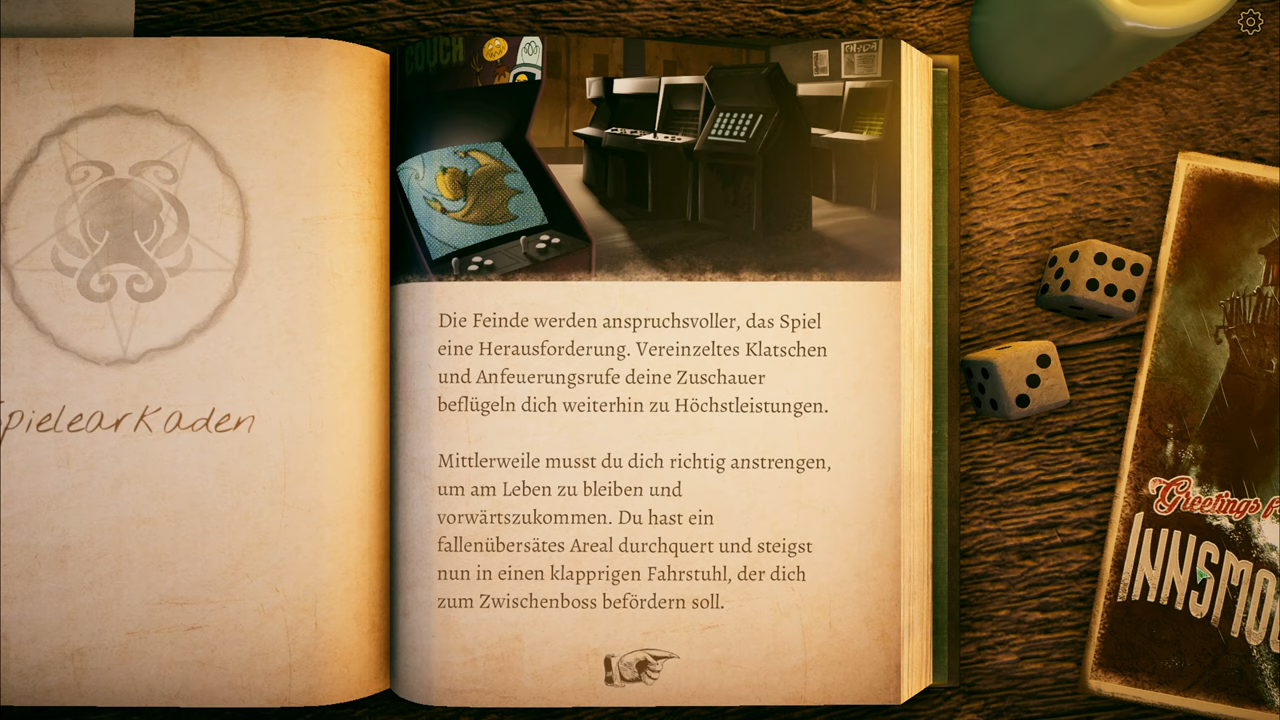 COUCH
spielearkaden
Die Feinde werden anspruchsvoller, das Spiel
eine Herausforderung. Vereinzeltes Klatschen
und Anfeuerungsrufe deine Zuschauer
beflügeln dich weiterhin zu Höchstleistungen.
Mittlerweile musst du dich richtig anstrengen,
um am Leben zu bleiben und
vorwärtszukommen. Du hast ein
fallenübersätes Areal durchquert und steigst
nun in einen klapprigen Fahrstuhl, der dich
zum Zwischenboss befördern soll.
Greetings f
INNSMO